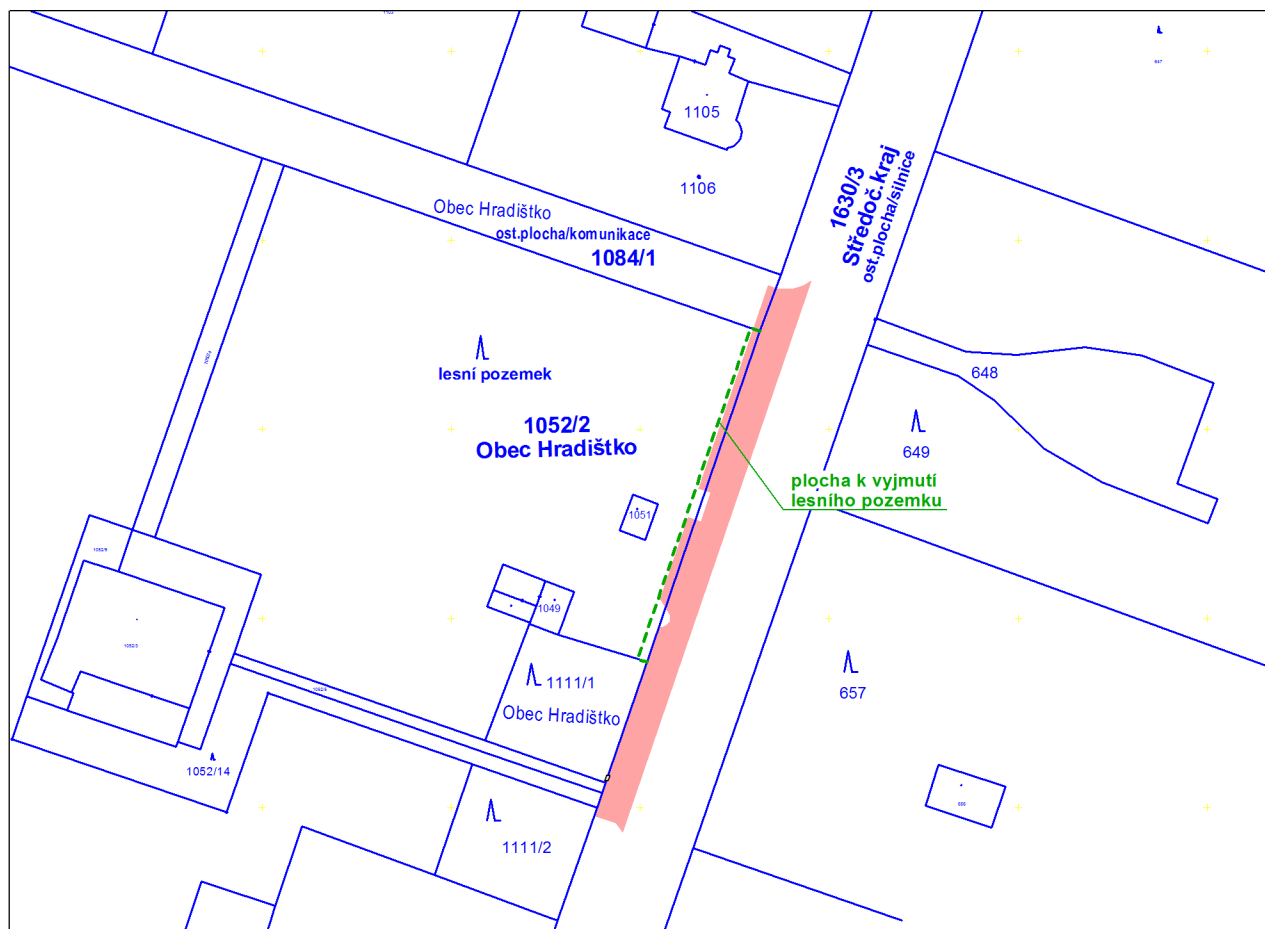 1105
1106
1630/3
Středoč.kraj
ost.plocha/silnice
Obec Hradištko
ost.plocha/komunikace
1084/1
lesní pozemek
1052/2
Obec Hradištko
648
649
plocha k vyjmutí
lesního pozemku
1051
1049
1111/1
Obec Hradištko
657
1052/14
1111/2